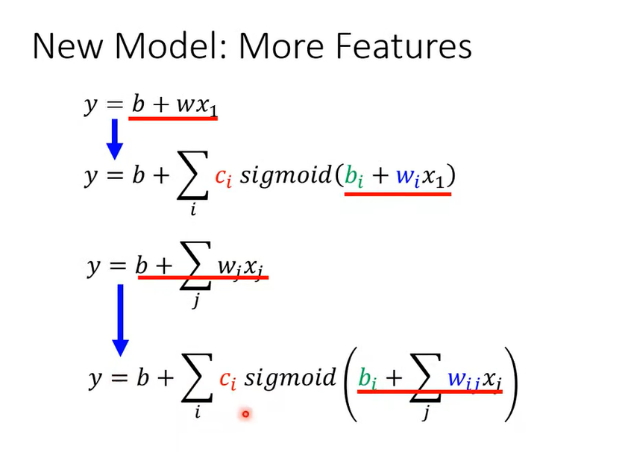 New Model: More Features
y = b + wx₁
y = b + ∑ᵢ cᵢ sigmoid(bᵢ + wᵢx₁)
y = b + ∑ⱼ wⱼxⱼ
y = b + ∑ᵢ cᵢ sigmoid(bᵢ + ∑ⱼ wᵢⱼxⱼ)